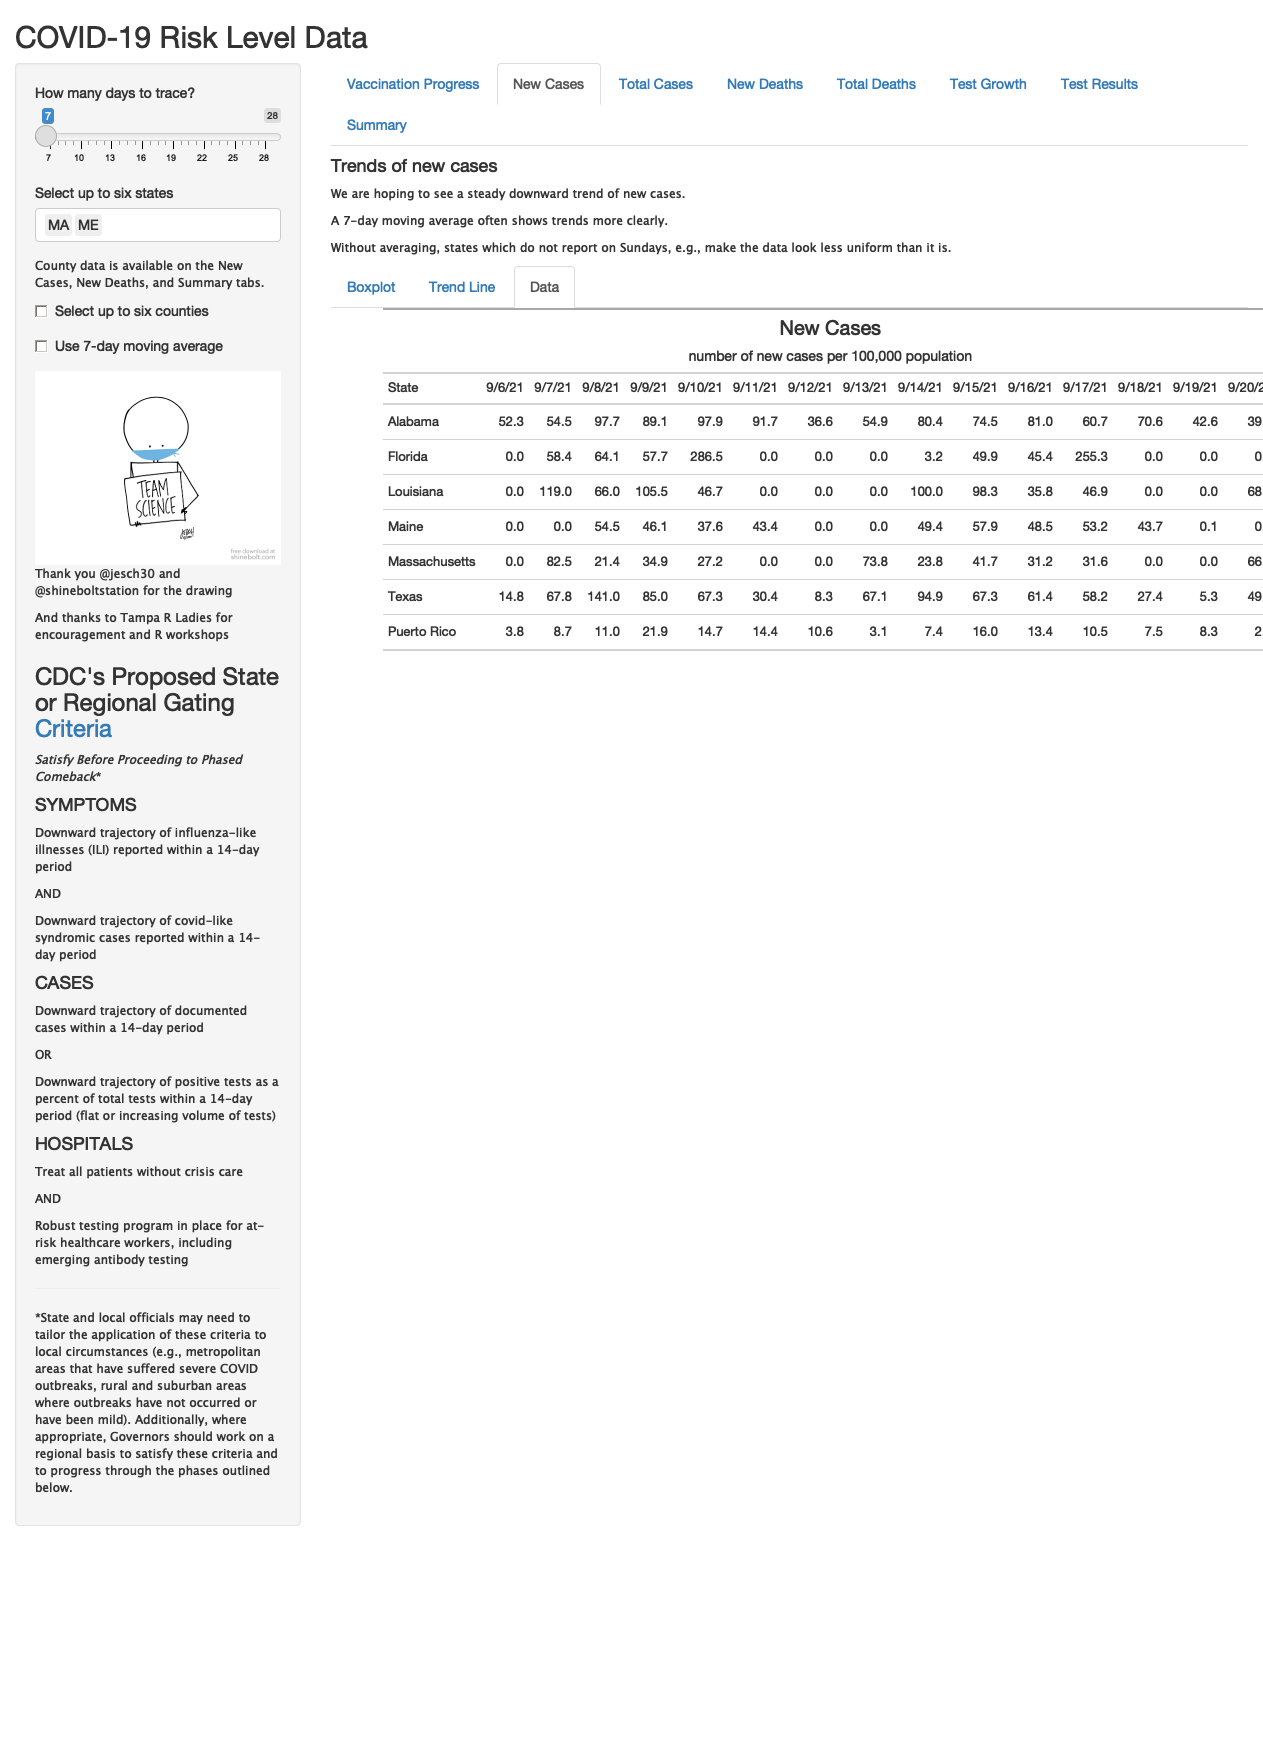 COVID-19 Risk Level Data
How many days to trace?
7 28
7 10 13 16 19 22 25 28
Select up to six states
MA ME
County data is available on the New
Cases, New Deaths, and Summary tabs.
Select up to six counties
Use 7-day moving average
TEAM
SCIENCE
free download at
shinebolt.com
Thank you @jesch30 and
@shineboltstation for the drawing
And thanks to Tampa R Ladies for
encouragement and R workshops
CDC's Proposed State
or Regional Gating
Criteria
Satisfy Before Proceeding to Phased
Comeback*
SYMPTOMS
Downward trajectory of influenza-like
illnesses (ILI) reported within a 14-day
period
AND
Downward trajectory of covid-like
syndromic cases reported within a 14-
day period
CASES
Downward trajectory of documented
cases within a 14-day period
OR
Downward trajectory of positive tests as a
percent of total tests within a 14-day
period (flat or increasing volume of tests)
HOSPITALS
Treat all patients without crisis care
AND
Robust testing program in place for at-
risk healthcare workers, including
emerging antibody testing
*State and local officials may need to
tailor the application of these criteria to
local circumstances (e.g., metropolitan
areas that have suffered severe COVID
outbreaks, rural and suburban areas
where outbreaks have not occurred or
have been mild). Additionally, where
appropriate, Governors should work on a
regional basis to satisfy these criteria and
to progress through the phases outlined
below.
Vaccination Progress New Cases Total Cases New Deaths Total Deaths Test Growth Test Results
Summary
Trends of new cases
We are hoping to see a steady downward trend of new cases.
A 7-day moving average often shows trends more clearly.
Without averaging, states which do not report on Sundays, e.g., make the data look less uniform than it is.
Boxplot Trend Line Data
New Cases
number of new cases per 100,000 population
State 9/6/21 9/7/21 9/8/21 9/9/21 9/10/21 9/11/21 9/12/21 9/13/21 9/14/21 9/15/21 9/16/21 9/17/21 9/18/21 9/19/21 9/20/2
Alabama 52.3 54.5 97.7 89.1 97.9 91.7 36.6 54.9 80.4 74.5 81.0 60.7 70.6 42.6 39
Florida 0.0 58.4 64.1 57.7 286.5 0.0 0.0 0.0 3.2 49.9 45.4 255.3 0.0 0.0 0
Louisiana 0.0 119.0 66.0 105.5 46.7 0.0 0.0 0.0 100.0 98.3 35.8 46.9 0.0 0.0 68
Maine 0.0 0.0 54.5 46.1 37.6 43.4 0.0 0.0 49.4 57.9 48.5 53.2 43.7 0.1 0
Massachusetts 0.0 82.5 21.4 34.9 27.2 0.0 0.0 73.8 23.8 41.7 31.2 31.6 0.0 0.0 66
Texas 14.8 67.8 141.0 85.0 67.3 30.4 8.3 67.1 94.9 67.3 61.4 58.2 27.4 5.3 49
Puerto Rico 3.8 8.7 11.0 21.9 14.7 14.4 10.6 3.1 7.4 16.0 13.4 10.5 7.5 8.3 2